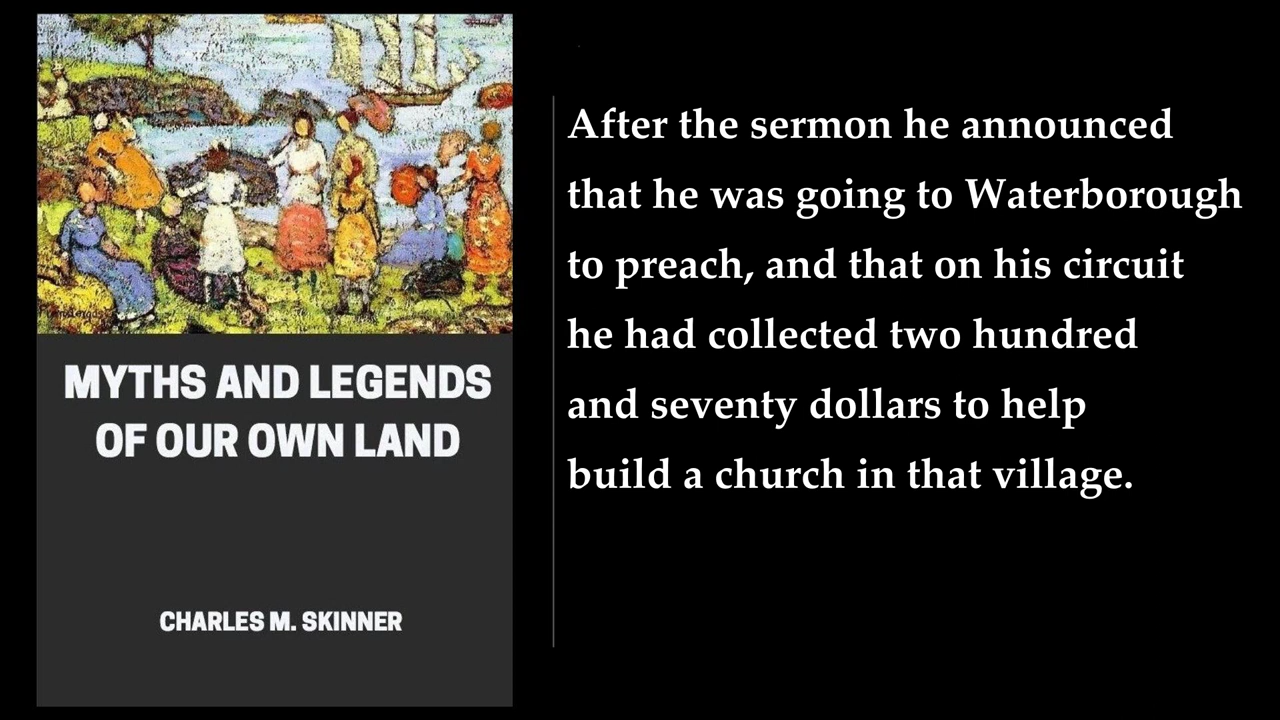 MYTHS AND LEGENDS
OF OUR OWN LAND
CHARLES M. SKINNER
After the sermon he announced
that he was going to Waterborough
to preach, and that on his circuit
he had collected two hundred
and seventy dollars to help
build a church in that village.